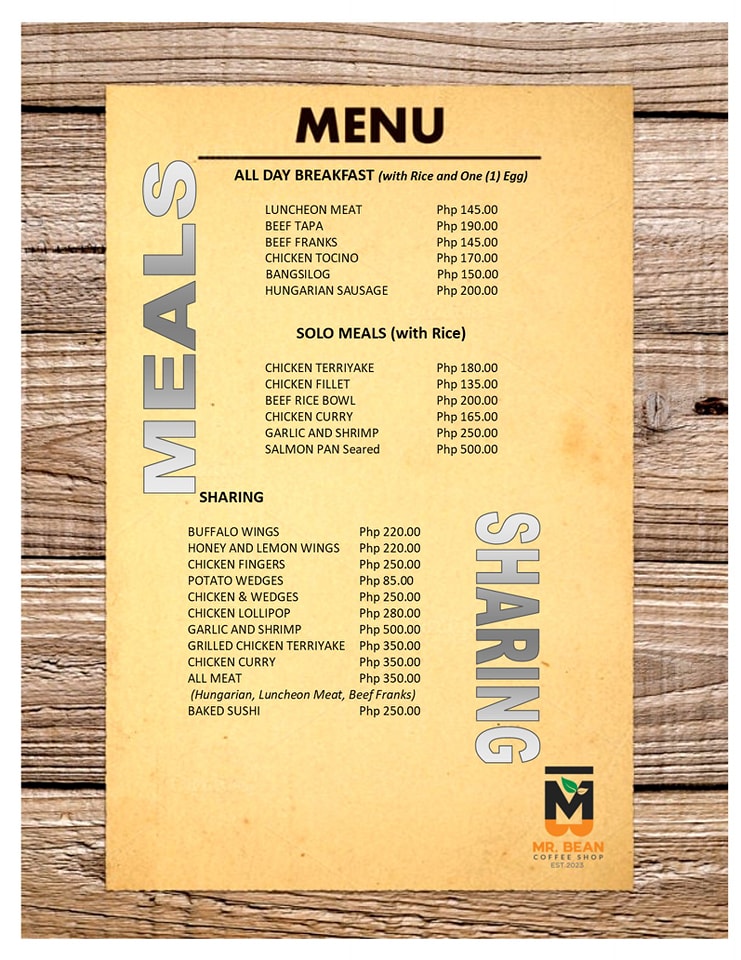 MENU
MEALS
ALL DAY BREAKFAST (with Rice and One (1) Egg)
LUNCHEON MEAT Php 145.00
BEEF TAPA Php 190.00
BEEF FRANKS Php 145.00
CHICKEN TOCINO Php 170.00
BANGSILOG Php 150.00
HUNGARIAN SAUSAGE Php 200.00
SOLO MEALS (with Rice)
CHICKEN TERRIYAKE Php 180.00
CHICKEN FILLET Php 135.00
BEEF RICE BOWL Php 200.00
CHICKEN CURRY Php 165.00
GARLIC AND SHRIMP Php 250.00
SALMON PAN Seared Php 500.00
SHARING
SHARING
BUFFALO WINGS Php 220.00
HONEY AND LEMON WINGS Php 220.00
CHICKEN FINGERS Php 250.00
POTATO WEDGES Php 85.00
CHICKEN & WEDGES Php 250.00
CHICKEN LOLLIPOP Php 280.00
GARLIC AND SHRIMP Php 500.00
GRILLED CHICKEN TERRIYAKE Php 350.00
CHICKEN CURRY Php 350.00
ALL MEAT Php 350.00
(Hungarian, Luncheon Meat, Beef Franks)
BAKED SUSHI Php 250.00
MR. BEAN
COFFEE SHOP
EST.2023